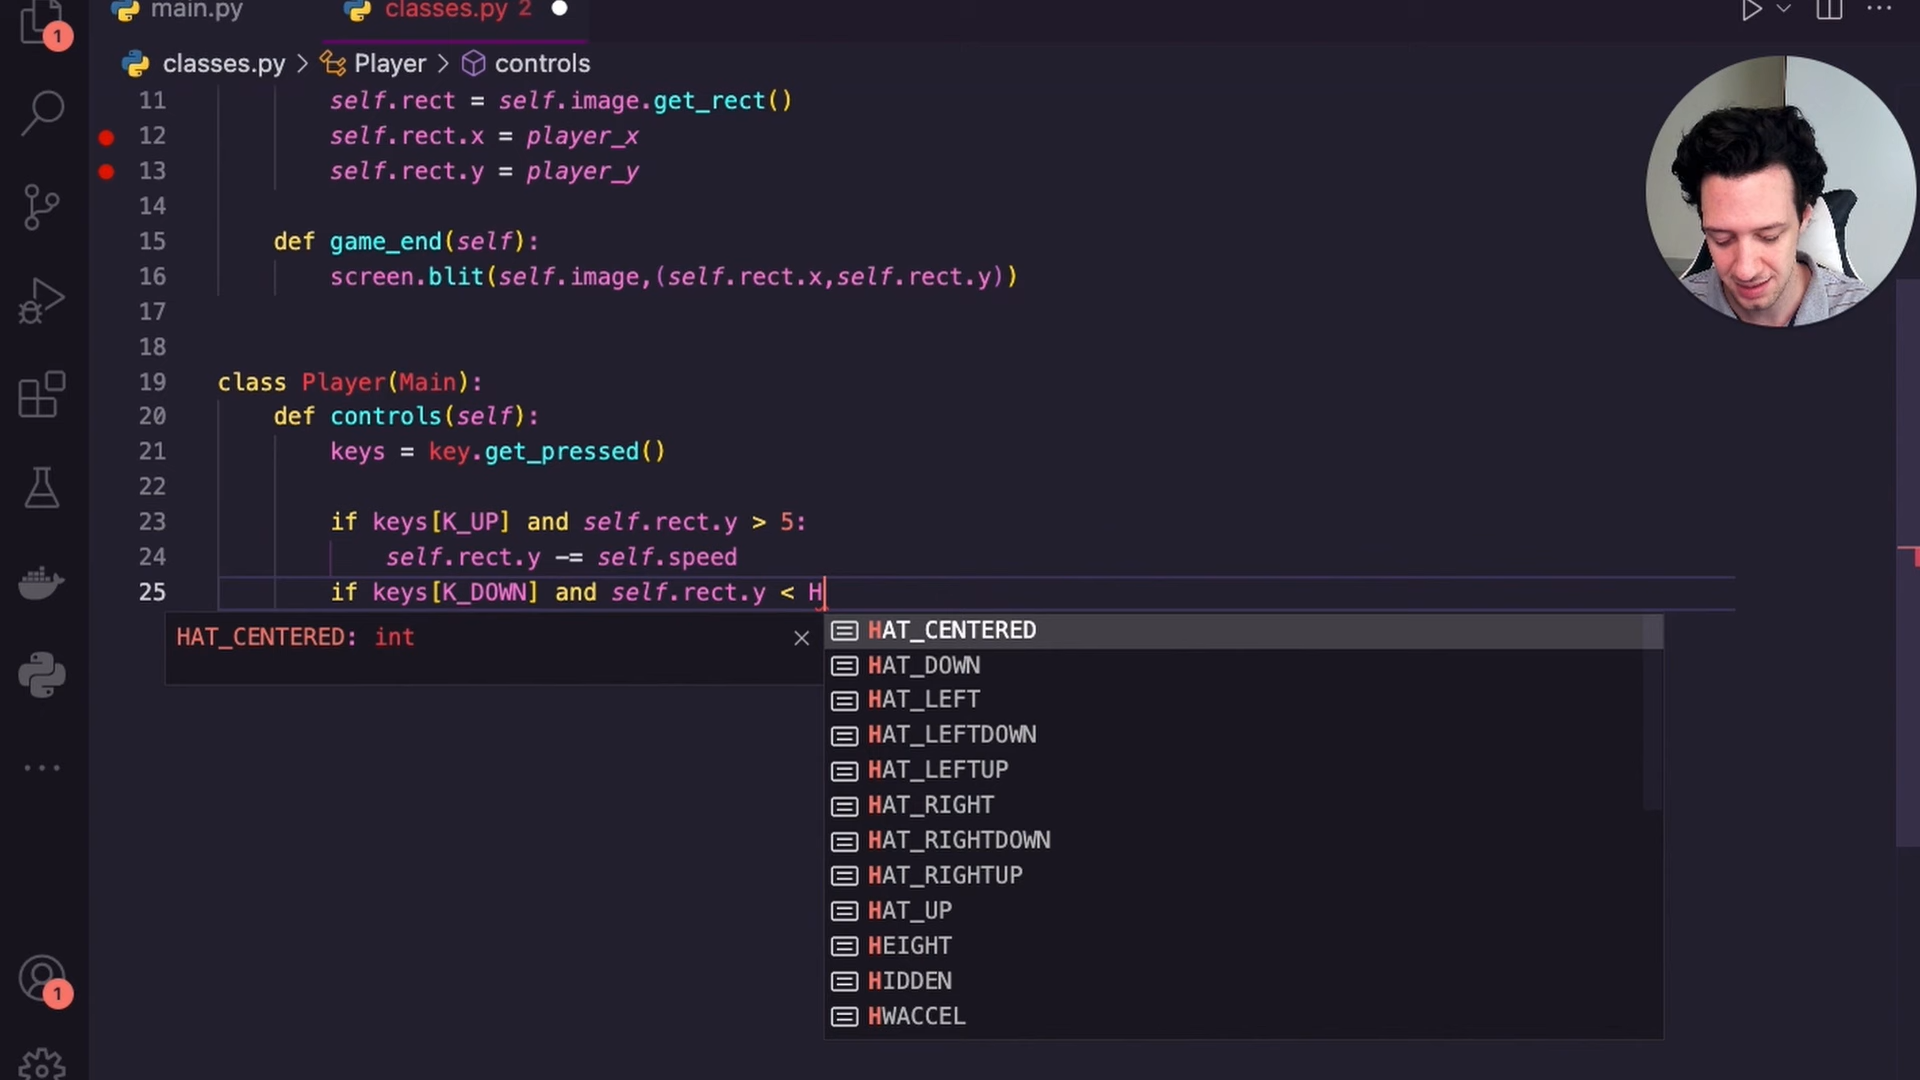 main.py classes.py 2
1
classes.py > Player > controls
11 self.rect = self.image.get_rect()
12 self.rect.x = player_x
13 self.rect.y = player_y
14
15 def game_end(self):
16 screen.blit(self.image,(self.rect.x,self.rect.y))
17
18
19 class Player(Main):
20 def controls(self):
21 keys = key.get_pressed()
22
23 if keys[K_UP] and self.rect.y > 5:
24 self.rect.y -= self.speed
25 if keys[K_DOWN] and self.rect.y < H
HAT_CENTERED: int
HAT_CENTERED
HAT_DOWN
HAT_LEFT
HAT_LEFTDOWN
HAT_LEFTUP
HAT_RIGHT
HAT_RIGHTDOWN
HAT_RIGHTUP
HAT_UP
HEIGHT
HIDDEN
HWACCEL
1